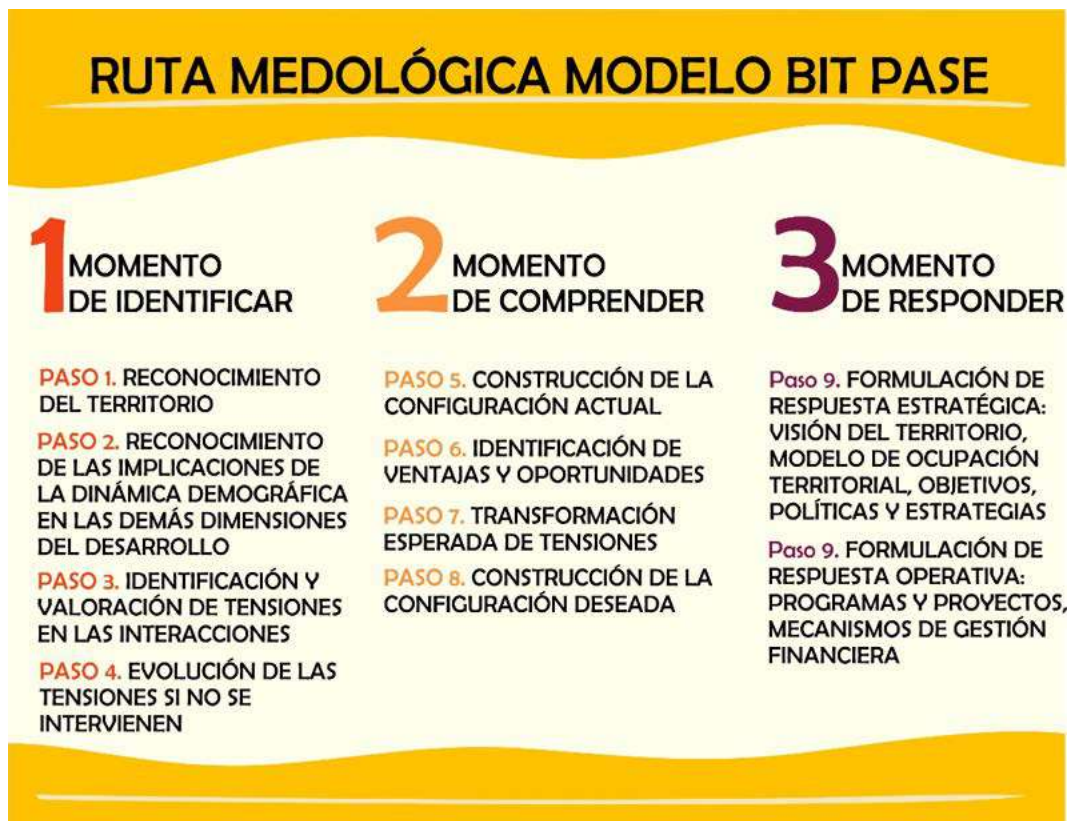 RUTA MEDOLÓGICA MODELO BIT PASE
1 MOMENTO
DE IDENTIFICAR
PASO 1. RECONOCIMIENTO
DEL TERRITORIO
PASO 2. RECONOCIMIENTO
DE LAS IMPLICACIONES DE
LA DINÁMICA DEMOGRÁFICA
EN LAS DEMÁS DIMENSIONES
DEL DESARROLLO
PASO 3. IDENTIFICACIÓN Y
VALORACIÓN DE TENSIONES
EN LAS INTERACCIONES
PASO 4. EVOLUCIÓN DE LAS
TENSIONES SI NO SE
INTERVIENEN
2 MOMENTO
DE COMPRENDER
PASO 5. CONSTRUCCIÓN DE LA
CONFIGURACIÓN ACTUAL
PASO 6. IDENTIFICACIÓN DE
VENTAJAS Y OPORTUNIDADES
PASO 7. TRANSFORMACIÓN
ESPERADA DE TENSIONES
PASO 8. CONSTRUCCIÓN DE LA
CONFIGURACIÓN DESEADA
3 MOMENTO
DE RESPONDER
Paso 9. FORMULACIÓN DE
RESPUESTA ESTRATÉGICA:
VISIÓN DEL TERRITORIO,
MODELO DE OCUPACIÓN
TERRITORIAL, OBJETIVOS,
POLÍTICAS Y ESTRATEGIAS
Paso 9. FORMULACIÓN DE
RESPUESTA OPERATIVA:
PROGRAMAS Y PROYECTOS,
MECANISMOS DE GESTIÓN
FINANCIERA